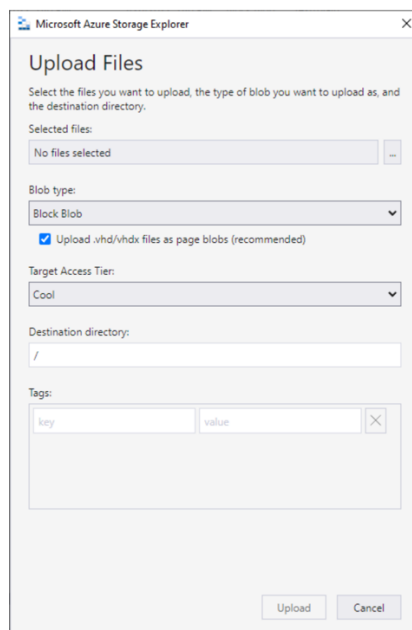 Microsoft Azure Storage Explorer
Upload Files
Select the files you want to upload, the type of blob you want to upload as, and
the destination directory.
Selected files:
No files selected
...
Blob type:
Block Blob
Upload .vhd/vhdx files as page blobs (recommended)
Target Access Tier:
Cool
Destination directory:
/
Tags:
key value
Upload Cancel